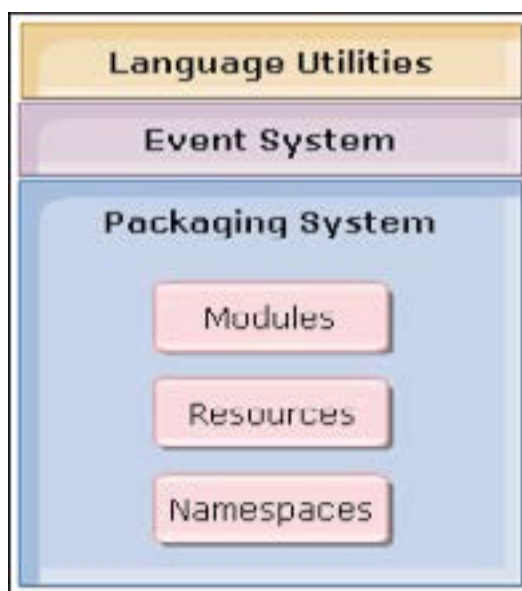 Language Utilities
Event System
Packaging System
Modules
Resources
Namespaces